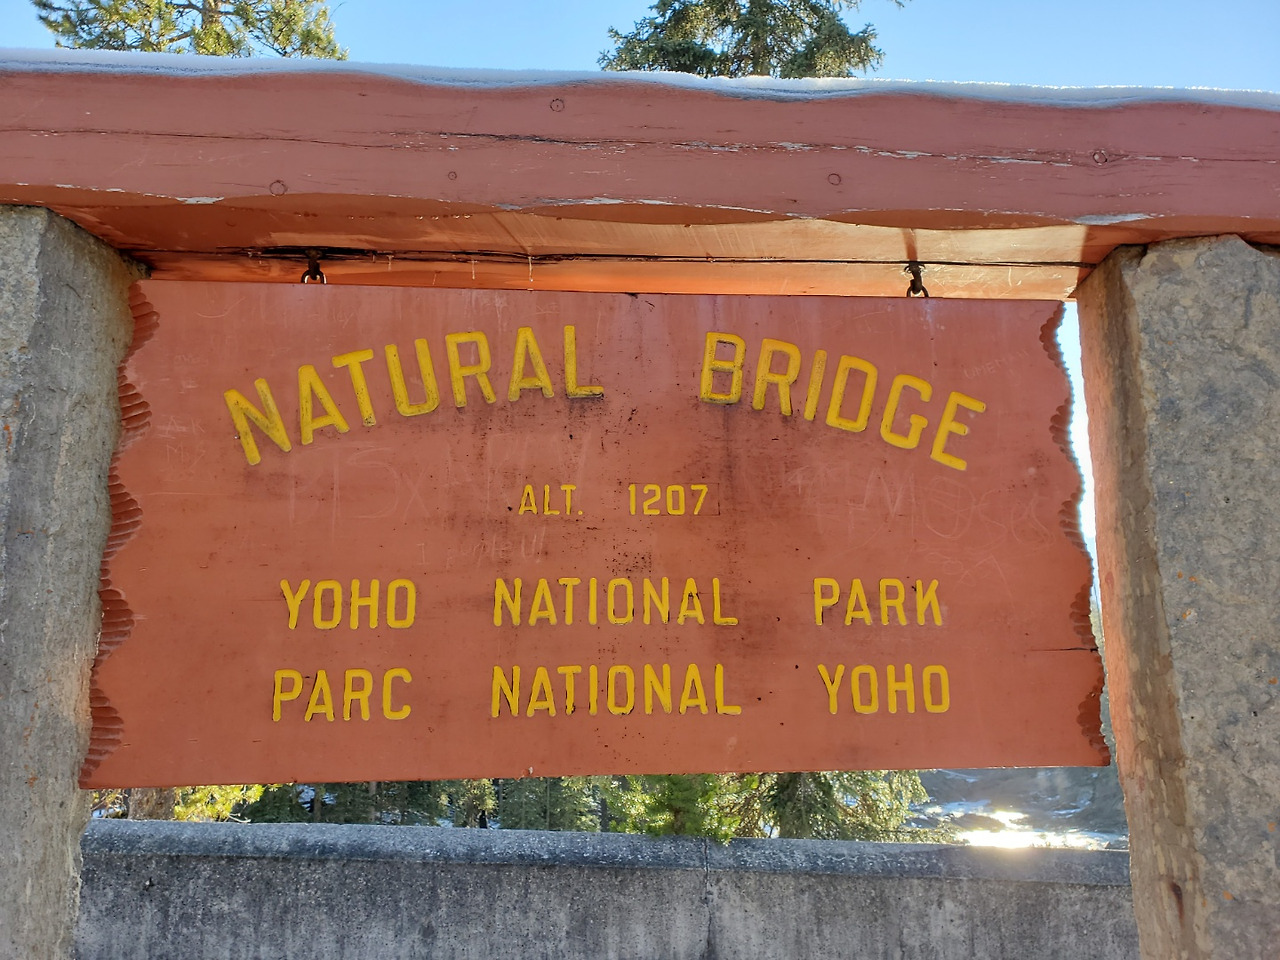 NATURAL BRIDGE
ALT. 1207
YOHO NATIONAL PARK
PARC NATIONAL YOHO